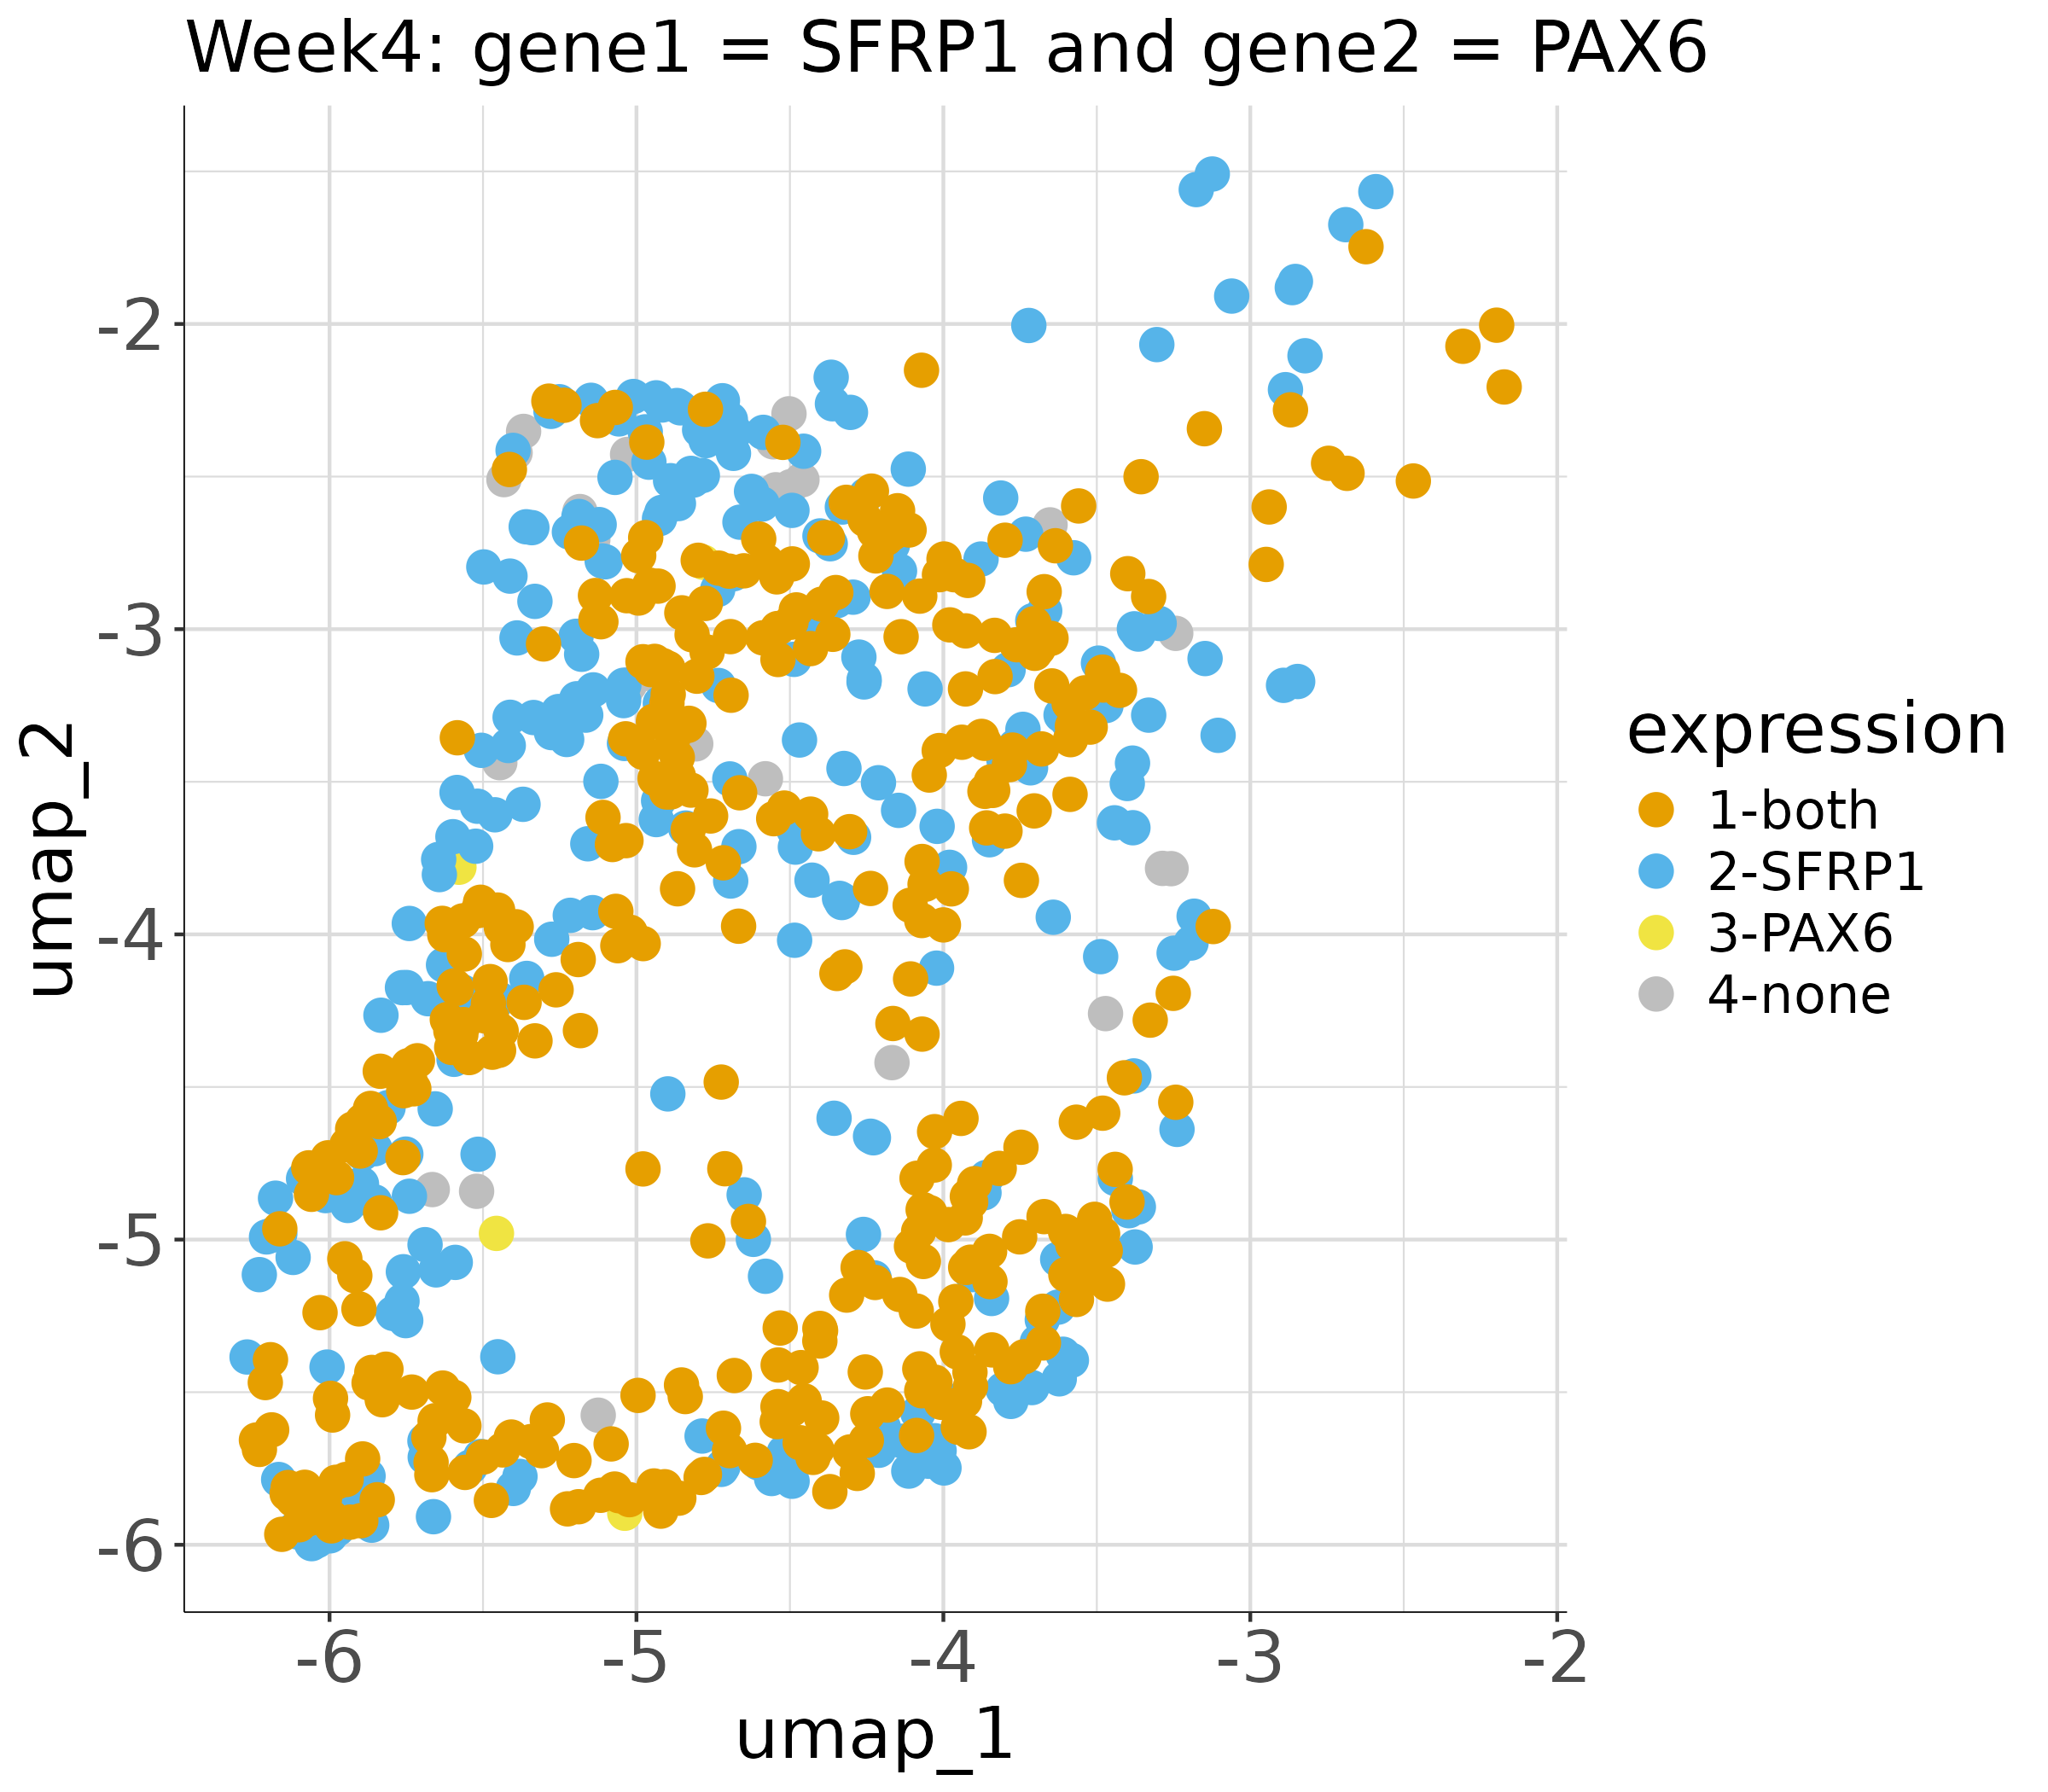 Week4: gene1 = SFRP1 and gene2 = PAX6
umap_2
-2
-3
-4
-5
-6
-6 -5 -4 -3 -2
umap_1
expression
1-both
2-SFRP1
3-PAX6
4-none